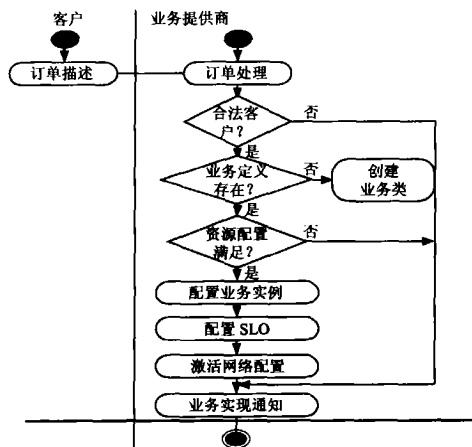 客户
业务提供商
订单描述
订单处理
合法客
户？
否
是
业务定义
存在？
否
创建
业务类
是
资源配置
满足？
否
是
配置业务实例
配置 SLO
激活网络配置
业务实现通知